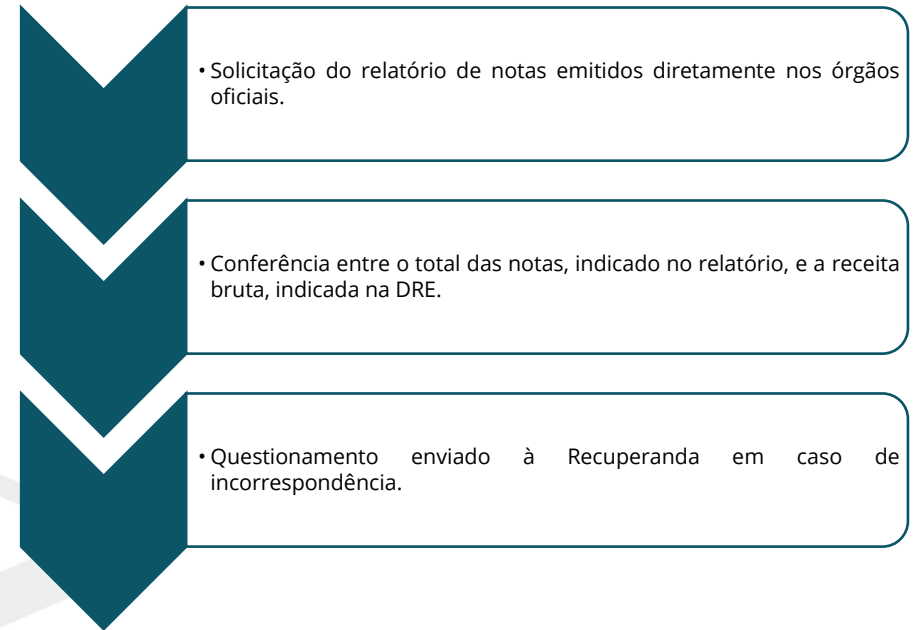 • Solicitação do relatório de notas emitidos diretamente nos órgãos
oficiais.
• Conferência entre o total das notas, indicado no relatório, e a receita
bruta, indicada na DRE.
• Questionamento enviado à Recuperanda em caso de
incorrespondência.